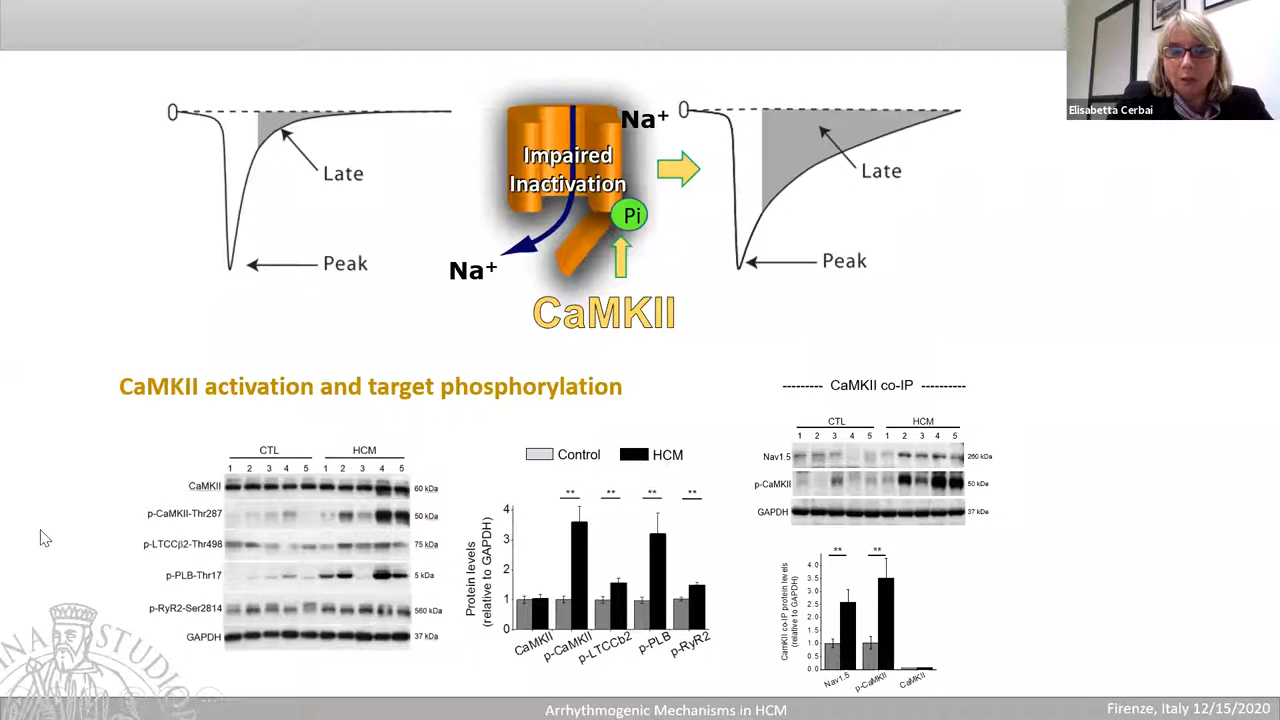 Elisabetta Cerbai
0
Late
Peak
Na⁺
Impaired
Inactivation
Pi
Na⁺
CaMKII
0
Late
Peak
CaMKII activation and target phosphorylation
CTL HCM
1 2 3 4 5 1 2 3 4 5
CaMKII 60 kDa
p-CaMKII-Thr287 50 kDa
p-LTCCβ2-Thr498 75 kDa
p-PLB-Thr17 5 kDa
p-RyR2-Ser2814 560 kDa
GAPDH 37 kDa
Control HCM
** ** ** **
Protein levels
(relative to GAPDH)
4
3
2
1
0
CaMKII p-CaMKII p-LTCCb2 p-PLB p-RyR2
--------- CaMKII co-IP ----------
CTL HCM
1 2 3 4 5 1 2 3 4 5
Nav1.5 260 kDa
p-CaMKII 50 kDa
GAPDH 37 kDa
** **
CaMKII co-IP protein levels
(relative to GAPDH)
4.0
3.5
3.0
2.5
2.0
1.5
1.0
0.5
0.0
Nav1.5 p-CaMKII CaMKII
INA STUDIO
Arrhythmogenic Mechanisms in HCM
Firenze, Italy 12/15/2020